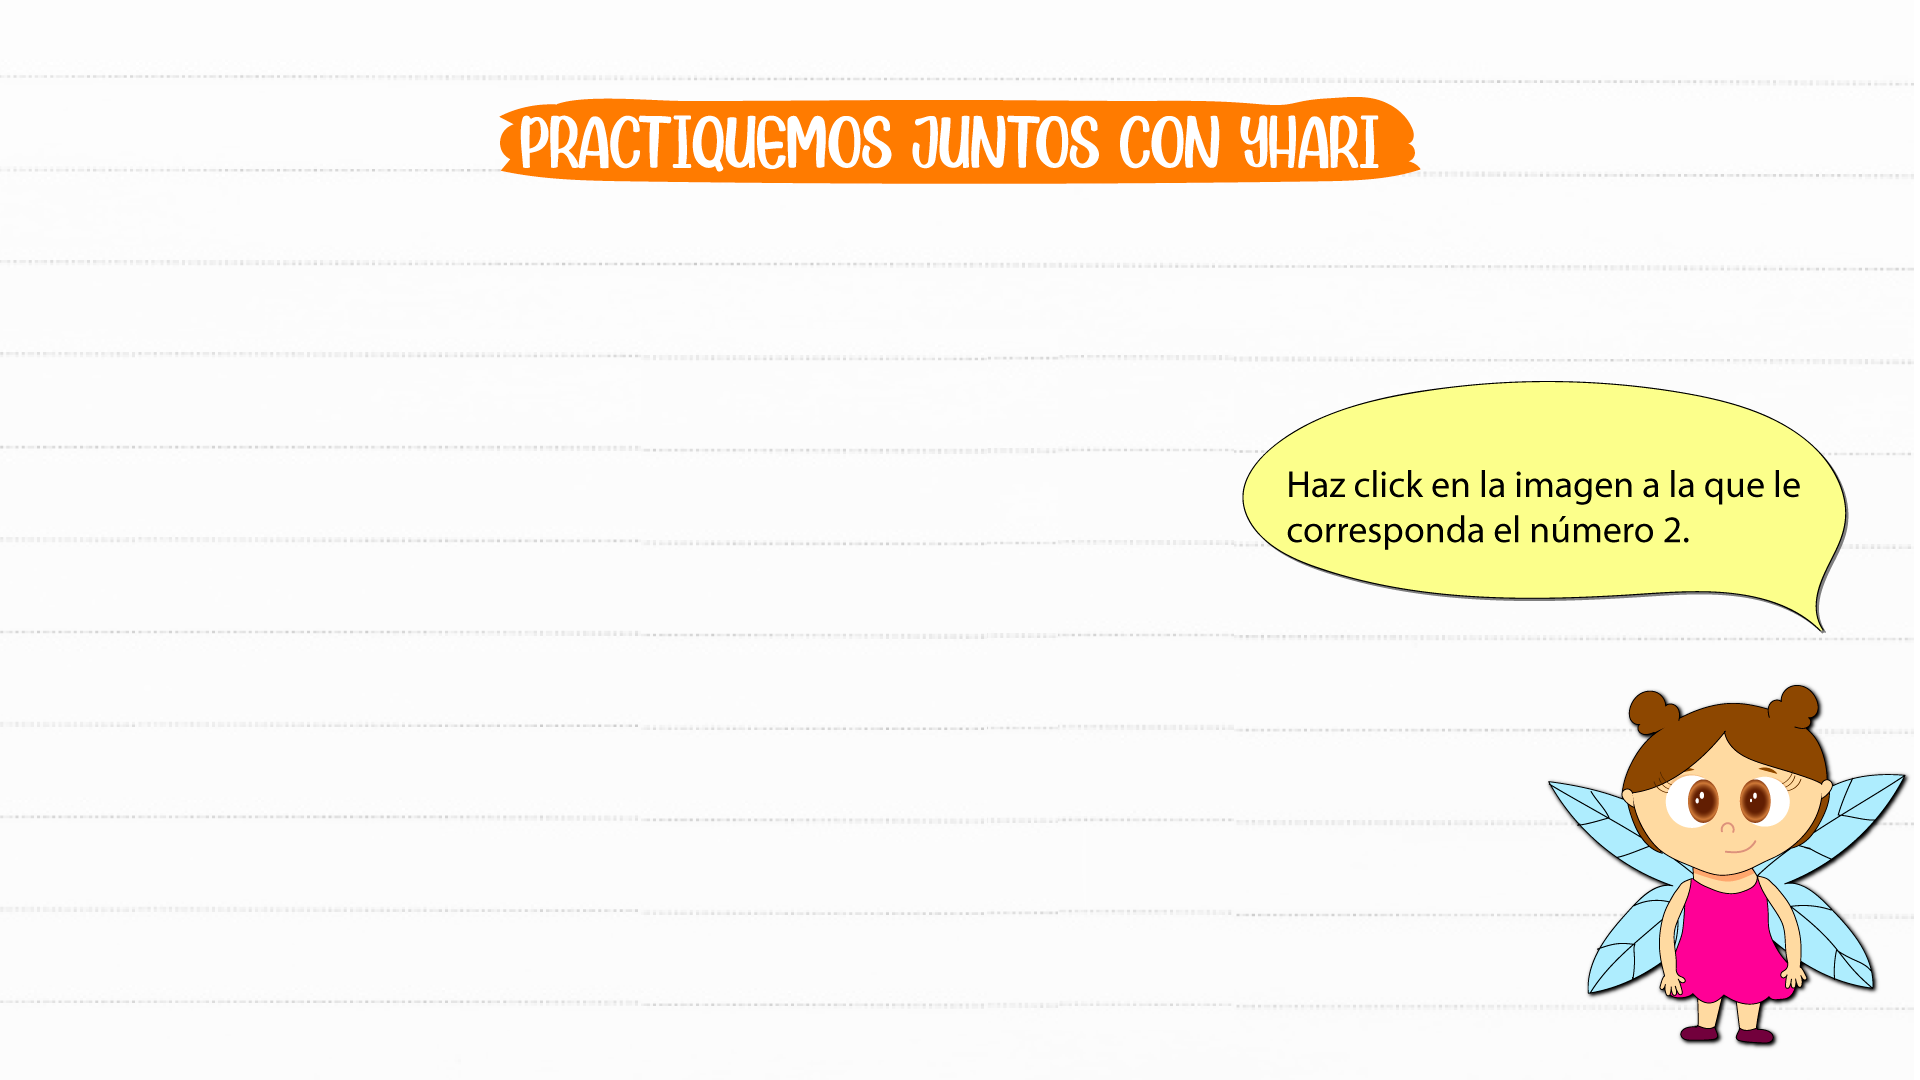 PRACTIQUEMOS JUNTOS CON YHARI
Haz click en la imagen a la que le
corresponda el número 2.